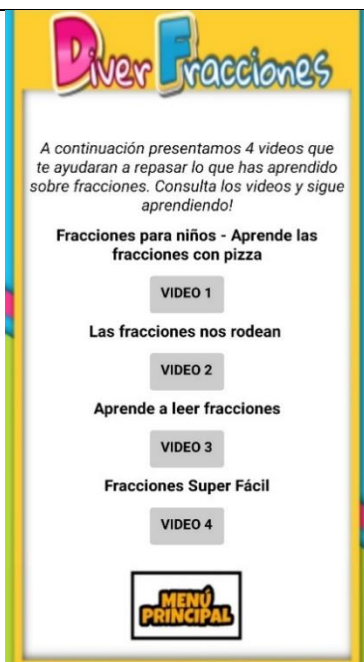 Diver Fracciones
A continuación presentamos 4 videos que
te ayudaran a repasar lo que has aprendido
sobre fracciones. Consulta los videos y sigue
aprendiendo!
Fracciones para niños - Aprende las
fracciones con pizza
VIDEO 1
Las fracciones nos rodean
VIDEO 2
Aprende a leer fracciones
VIDEO 3
Fracciones Super Fácil
VIDEO 4
MENÚ
PRINCIPAL